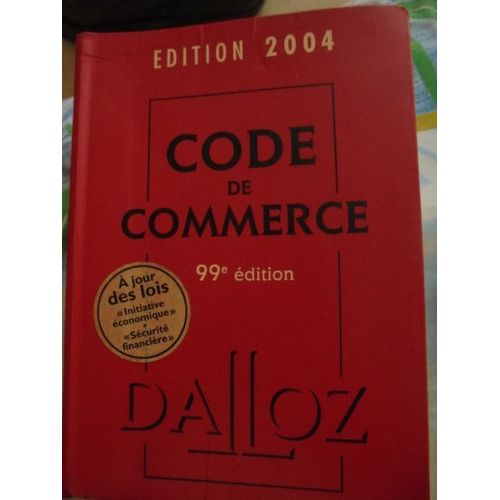 EDITION 2004
CODE
DE
COMMERCE
99e édition
À jour
des lois
« Initiative
économique »
•
« Sécurité
financière »
DALLOZ